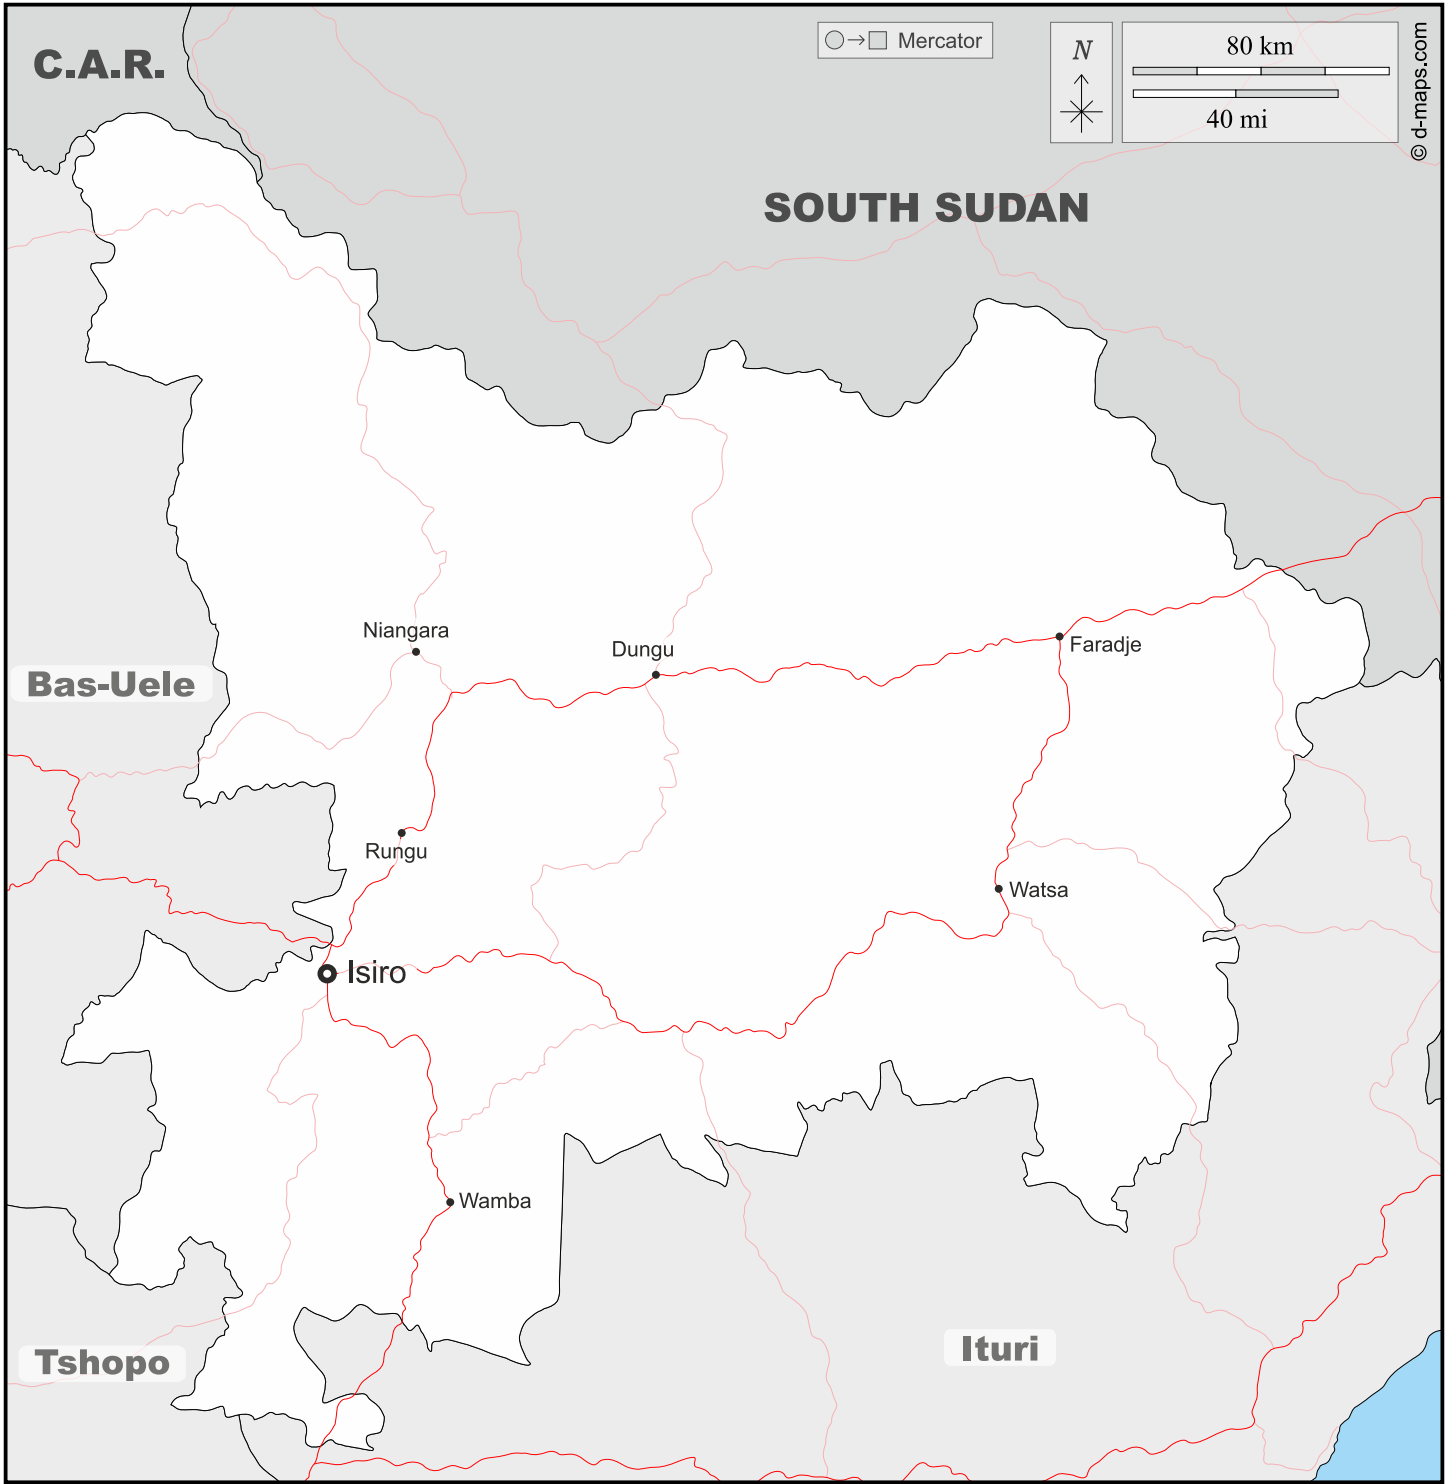 C.A.R.
Mercator
N
80 km
40 mi
© d-maps.com
SOUTH SUDAN
Niangara
Dungu
Faradje
Bas-Uele
Rungu
Watsa
Isiro
Wamba
Tshopo
Ituri